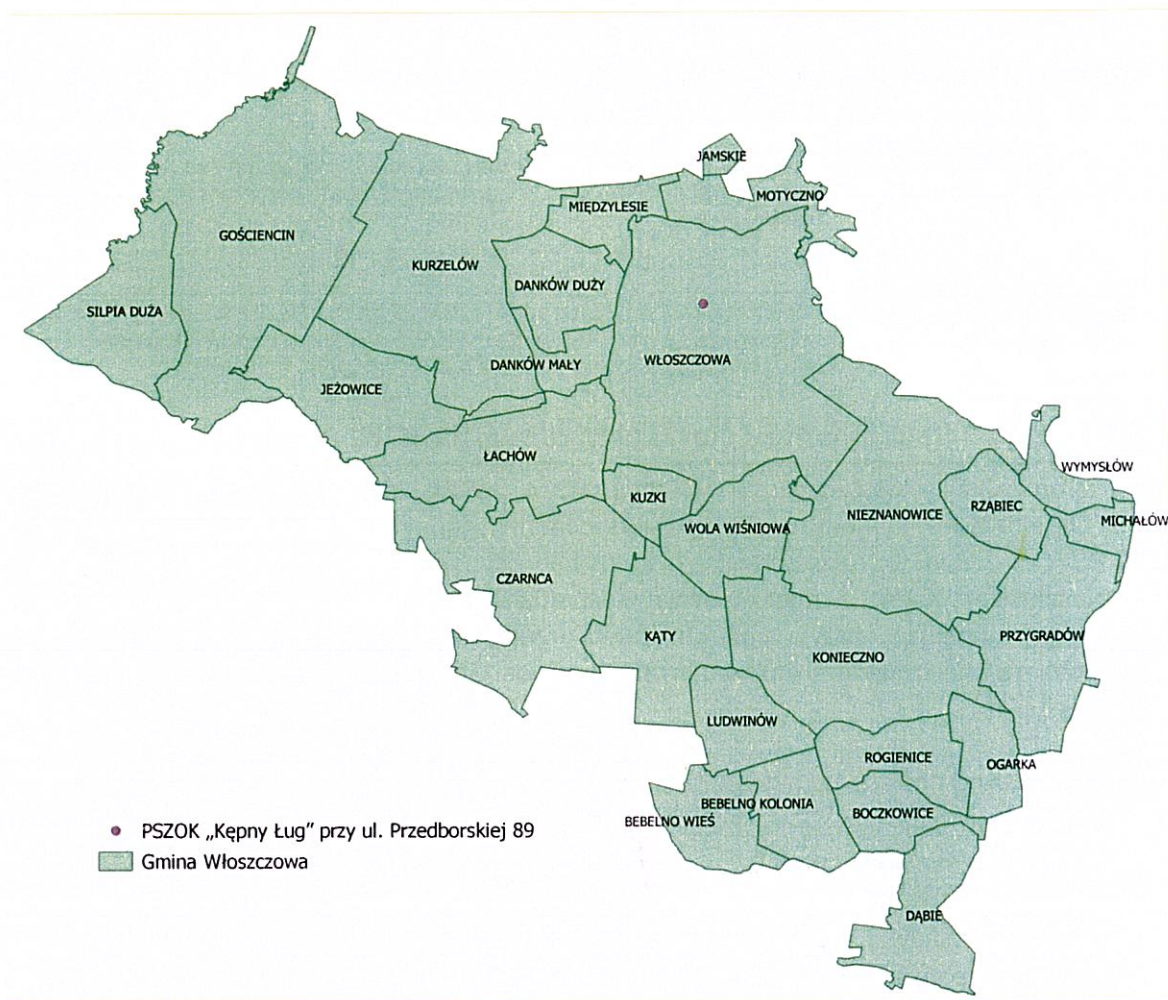 JAMSKIE
MOTYCZNO
MIĘDZYLESIE
GOŚCIENCIN
KURZELÓW
DANKÓW DUŻY
SILPIA DUŻA
WŁOSZCZOWA
DANKÓW MAŁY
JEŻOWICE
ŁACHÓW
WYMYSŁÓW
KUZKI
RZĄBIEC
NIEZNANOWICE
MICHAŁÓW
WOLA WIŚNIOWA
CZARNCA
KĄTY
PRZYGRADÓW
KONIECZNO
LUDWINÓW
ROGIENICE
OGARKA
BEBELNO KOLONIA
BOCZKOWICE
BEBELNO WIEŚ
DĄBIE
PSZOK „Kępny Ług” przy ul. Przedborskiej 89
Gmina Włoszczowa